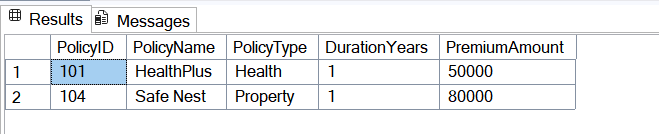 Results Messages
PolicyID PolicyName PolicyType DurationYears PremiumAmount
1 101 HealthPlus Health 1 50000
2 104 Safe Nest Property 1 80000